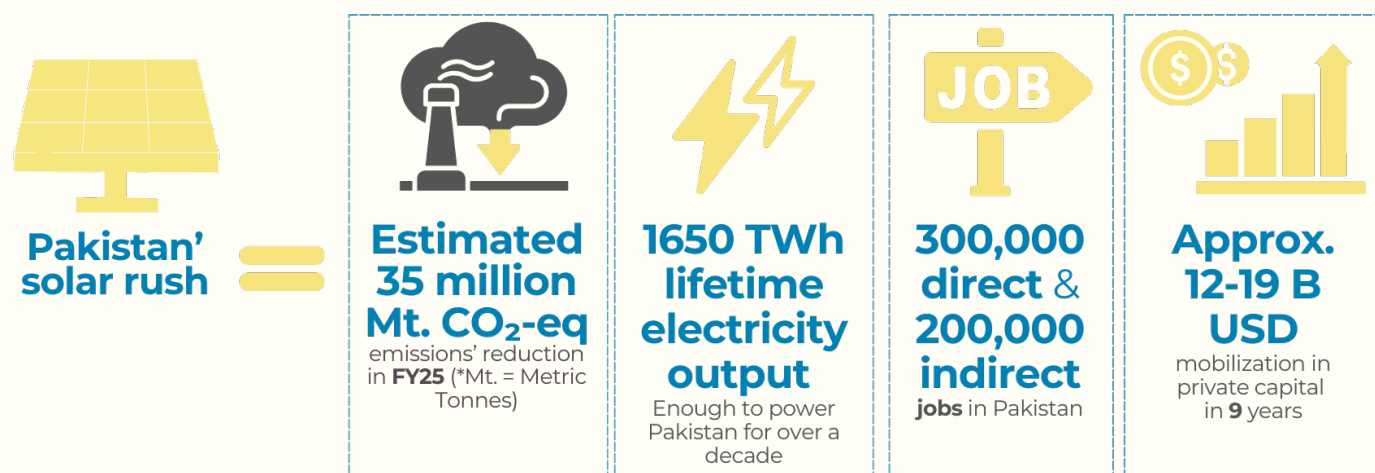 Pakistan’
solar rush
Estimated
35 million
Mt. CO₂-eq
emissions’ reduction
in FY25 (*Mt. = Metric
Tonnes)
1650 TWh
lifetime
electricity
output
Enough to power
Pakistan for over a
decade
JOB
300,000
direct &
200,000
indirect
jobs in Pakistan
$ $
Approx.
12-19 B
USD
mobilization in
private capital
in 9 years